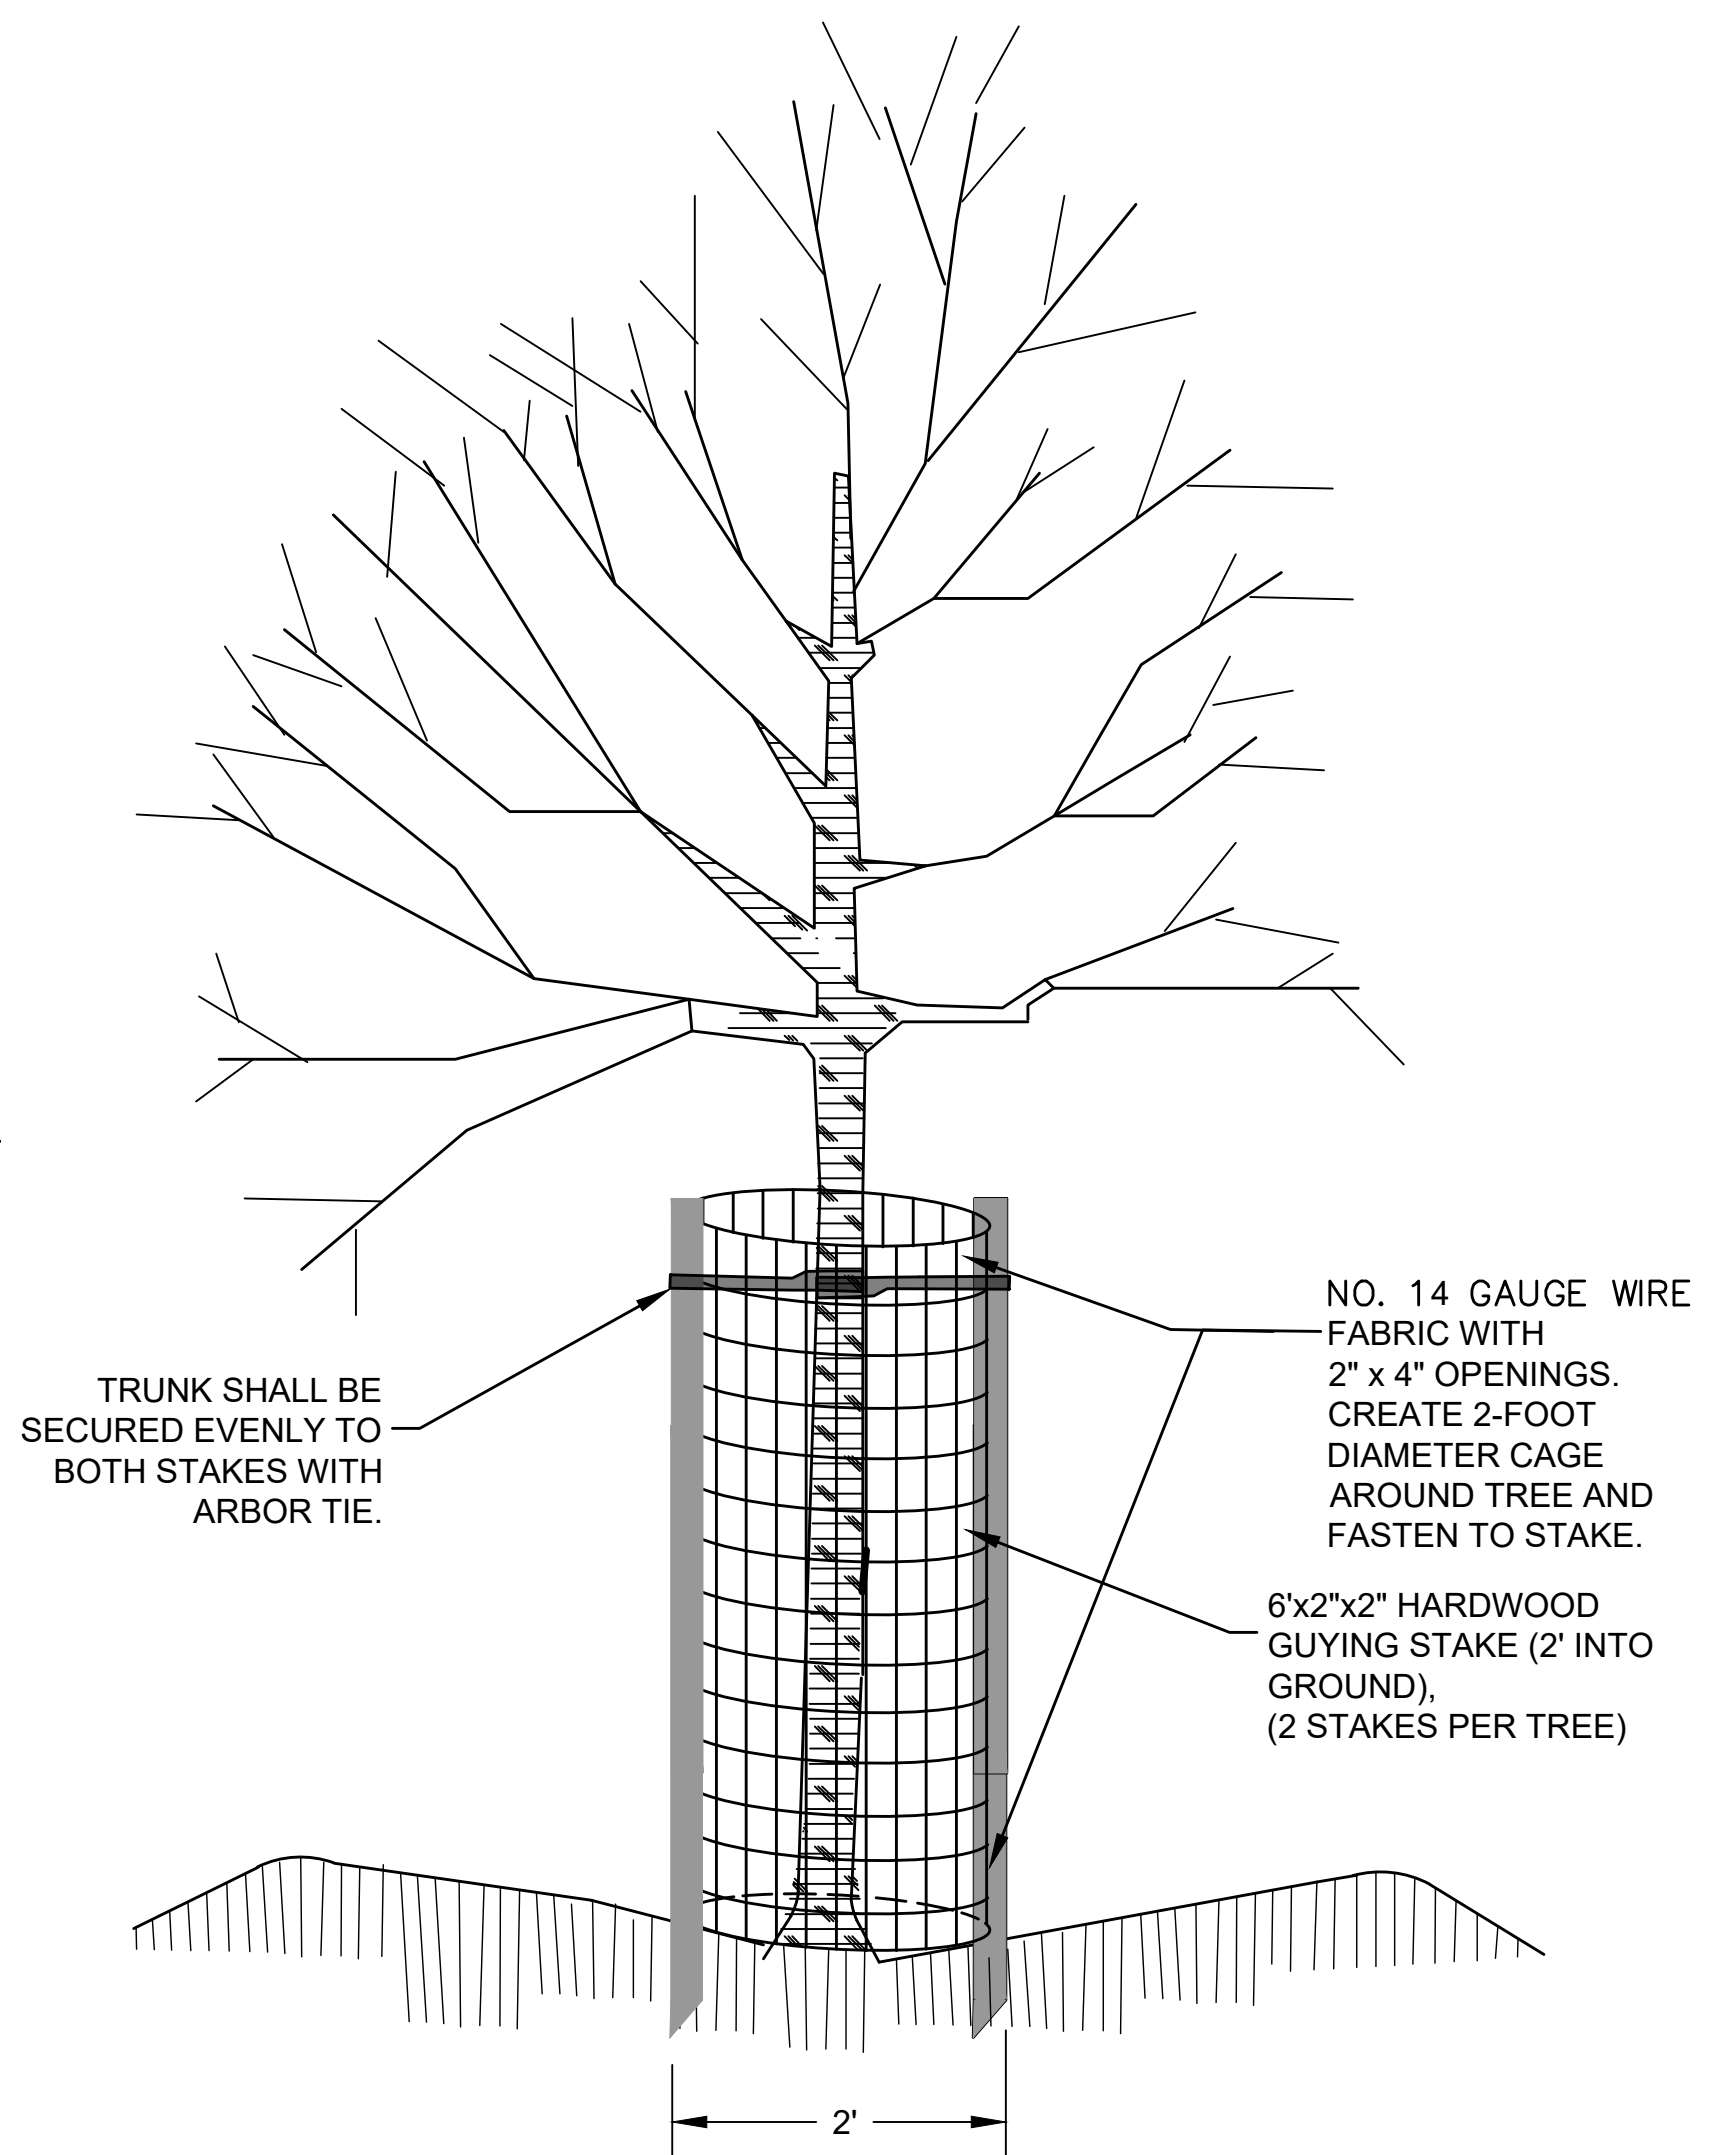 NO. 14 GAUGE WIRE
FABRIC WITH
2" x 4" OPENINGS.
CREATE 2-FOOT
DIAMETER CAGE
AROUND TREE AND
FASTEN TO STAKE.
TRUNK SHALL BE
SECURED EVENLY TO
BOTH STAKES WITH
ARBOR TIE.
6'x2"x2" HARDWOOD
GUYING STAKE (2' INTO
GROUND),
(2 STAKES PER TREE)
2'